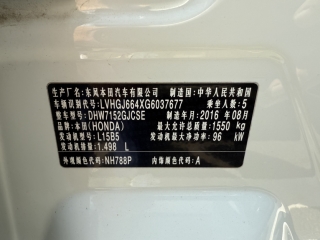 生产厂名:东风本田汽车有限公司 制造国:中华人民共和国
车辆识别代号:LVHGJ664XG6037677 乘坐人数:5
整车型号:DHW7152GJCSE 制造年月:2016 年08月
品牌:本田(HONDA) 最大允许总质量:1550 kg
发动机型号:L15B5 发动机最大净功率: 96 kW
发动机排量:1.498 L
外观颜色代码:NH788P 内饰颜色代码:A